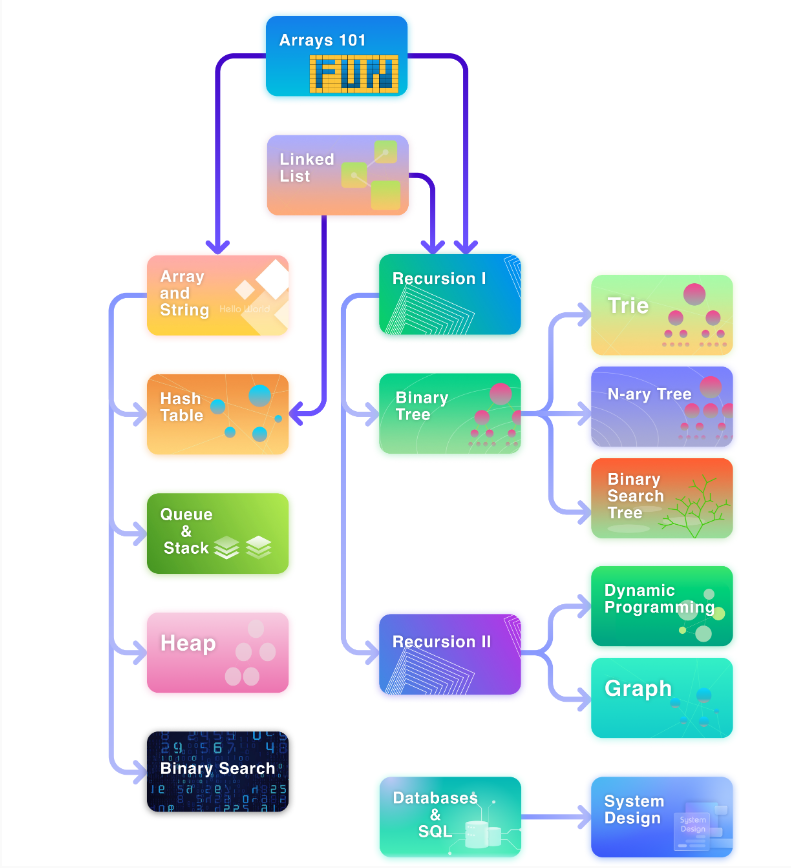 Arrays 101
FUN
Linked
List
Array
and
String
Hello World
Recursion I
Trie
Hash
Table
Binary
Tree
N-ary Tree
Binary
Search
Tree
Queue
&
Stack
Dynamic
Programming
Heap
Recursion II
Graph
Binary Search
Databases
&
SQL
System
Design
System
Design